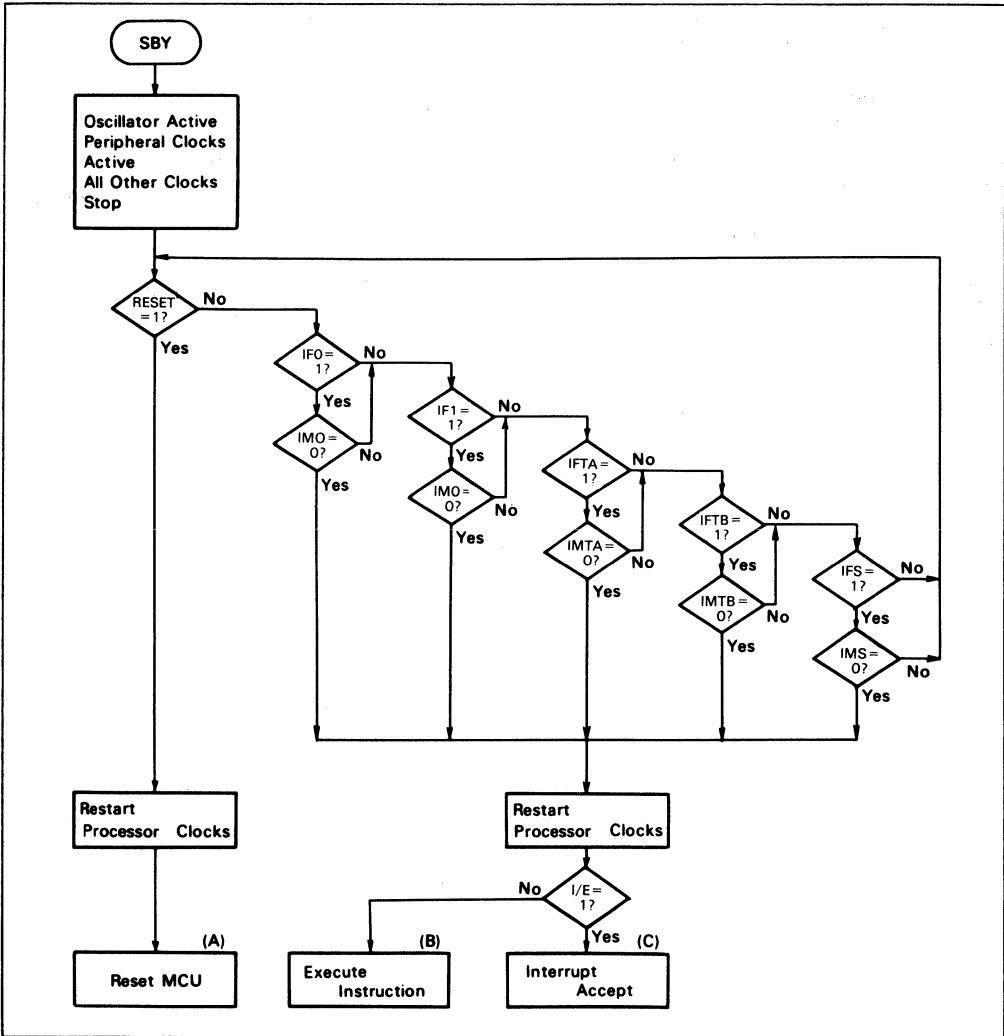 SBY
Oscillator Active
Peripheral Clocks
Active
All Other Clocks
Stop
RESET
=1?
No
Yes
IF0=
1?
No
Yes
IM0=
0?
No
Yes
IF1=
1?
No
Yes
IM0=
0?
No
Yes
IFTA=
1?
No
Yes
IMTA=
0?
No
Yes
IFTB=
1?
No
Yes
IMTB=
0?
No
Yes
IFS=
1?
No
Yes
IMS=
0?
No
Yes
Restart
Processor Clocks
Restart
Processor Clocks
I/E=
1?
No
Yes
(A)
Reset MCU
(B)
Execute
Instruction
(C)
Interrupt
Accept